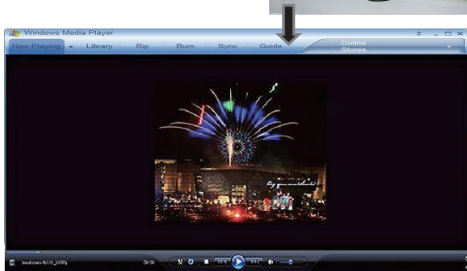 Windows Media Player
Now Playing
Library
Rip
Burn
Sync
Guide
Online
Stores